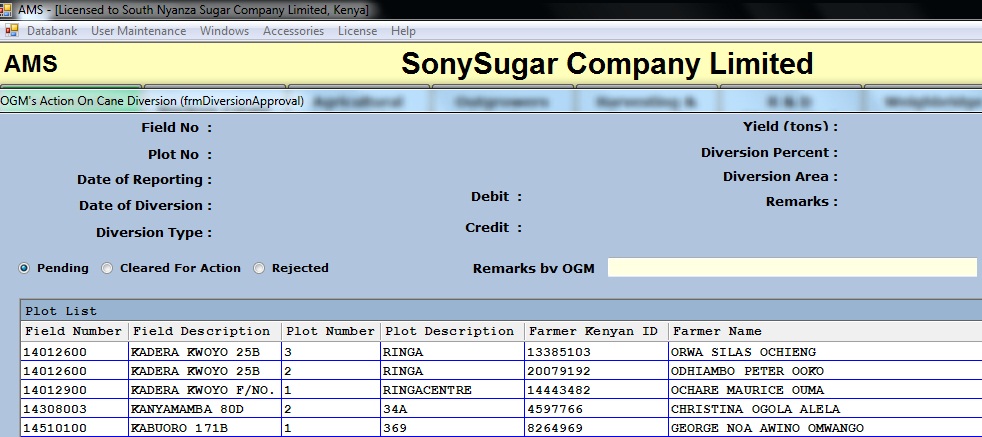 AMS - [Licensed to South Nyanza Sugar Company Limited, Kenya]
Databank User Maintenance Windows Accessories License Help
AMS SonySugar Company Limited
OGM's Action On Cane Diversion (frmDiversionApproval) Agricultural Outgrowers Harvesting & Weighbridge
Field No : Yield (tons) :
Plot No : Diversion Percent :
Date of Reporting : Diversion Area :
Date of Diversion : Debit : Remarks :
Diversion Type : Credit :
Pending Cleared For Action Rejected Remarks by OGM
Plot List
Field Number Field Description Plot Number Plot Description Farmer Kenyan ID Farmer Name
14012600 KADERA KWOYO 25B 3 RINGA 13385103 ORWA SILAS OCHIENG
14012600 KADERA KWOYO 25B 2 RINGA 20079192 ODHIAMBO PETER OOKO
14012900 KADERA KWOYO F/NO. 1 RINGACENTRE 14443482 OCHARE MAURICE OUMA
14308003 KANYAMAMBA 80D 2 34A 4597766 CHRISTINA OGOLA ALELA
14510100 KABUORO 171B 1 369 8264969 GEORGE NOA AWINO OMWANGO